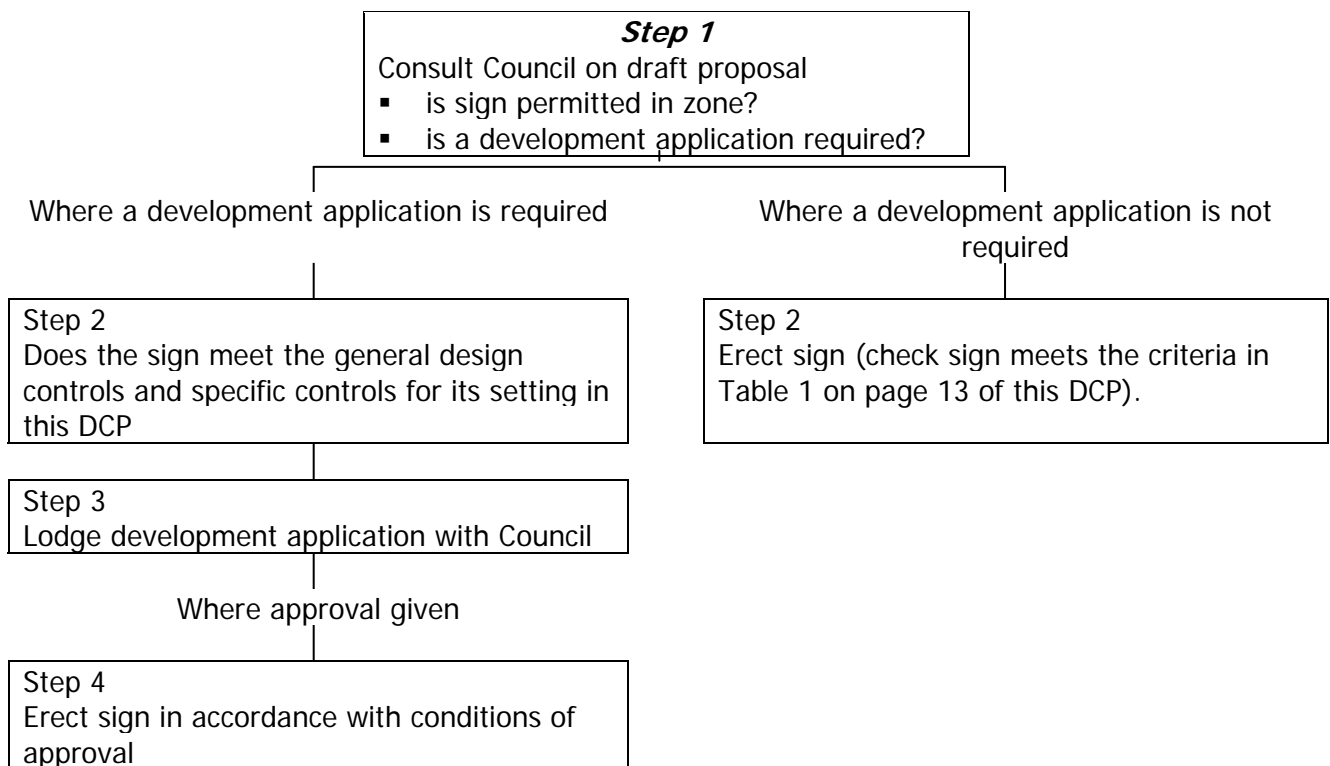 Step 1
Consult Council on draft proposal
▪ is sign permitted in zone?
▪ is a development application required?
Where a development application is required
Where a development application is not
required
Step 2
Does the sign meet the general design
controls and specific controls for its setting in
this DCP
Step 2
Erect sign (check sign meets the criteria in
Table 1 on page 13 of this DCP).
Step 3
Lodge development application with Council
Where approval given
Step 4
Erect sign in accordance with conditions of
approval